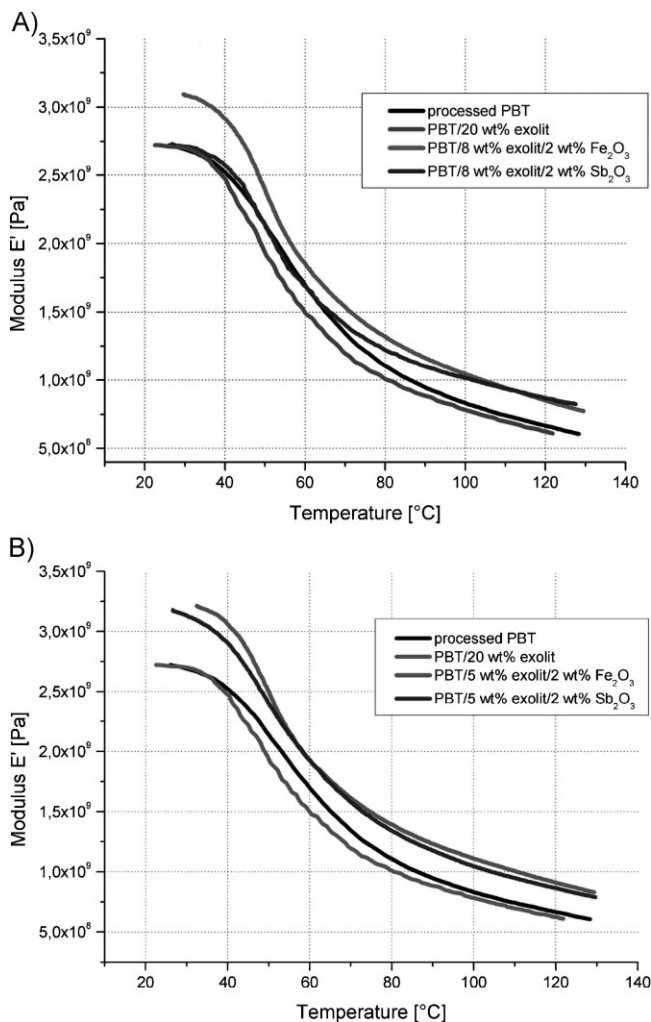 A)
3,5x10⁹
3,0x10⁹
2,5x10⁹
2,0x10⁹
1,5x10⁹
1,0x10⁹
5,0x10⁸
Modulus E' [Pa]
processed PBT
PBT/20 wt% exolit
PBT/8 wt% exolit/2 wt% Fe₂O₃
PBT/8 wt% exolit/2 wt% Sb₂O₃
20 40 60 80 100 120 140
Temperature [°C]
B)
3,5x10⁹
3,0x10⁹
2,5x10⁹
2,0x10⁹
1,5x10⁹
1,0x10⁹
5,0x10⁸
Modulus E' [Pa]
processed PBT
PBT/20 wt% exolit
PBT/5 wt% exolit/2 wt% Fe₂O₃
PBT/5 wt% exolit/2 wt% Sb₂O₃
20 40 60 80 100 120 140
Temperature [°C]